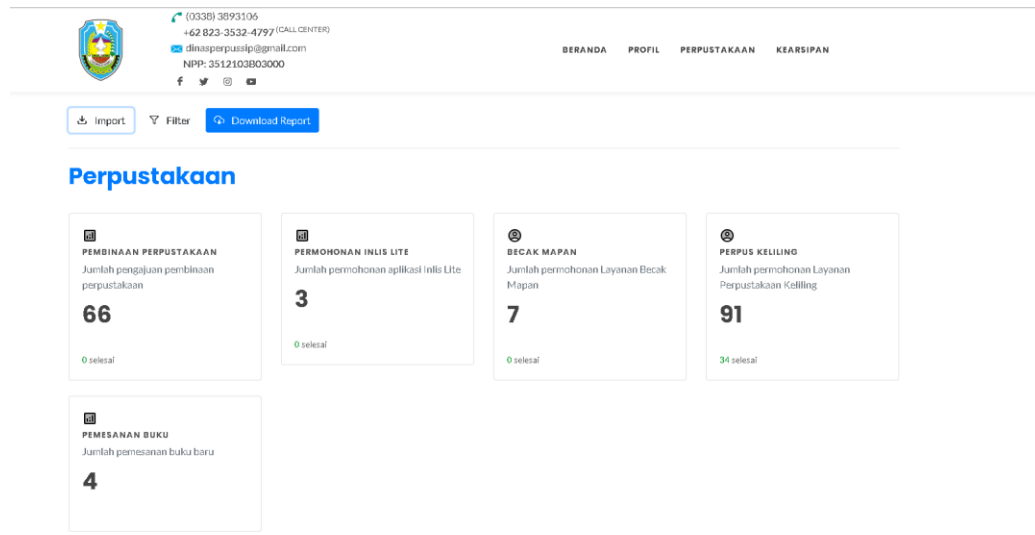 (0338) 3893106
+62 823-3532-4797 (CALL CENTER)
dinasperpussip@gmail.com
NPP: 3512103B03000
BERANDA PROFIL PERPUSTAKAAN KEARSIPAN
Import Filter Download Report
Perpustakaan
PEMBINAAN PERPUSTAKAAN
Jumlah pengajuan pembinaan
perpustakaan
66
0 selesai
PERMOHONAN INLIS LITE
Jumlah permohonan aplikasi Inlis Lite
3
0 selesai
BECAK MAPAN
Jumlah permohonan Layanan Becak
Mapan
7
0 selesai
PERPUS KELILING
Jumlah permohonan Layanan
Perpustakaan Keliling
91
34 selesai
PEMESANAN BUKU
Jumlah pemesanan buku baru
4